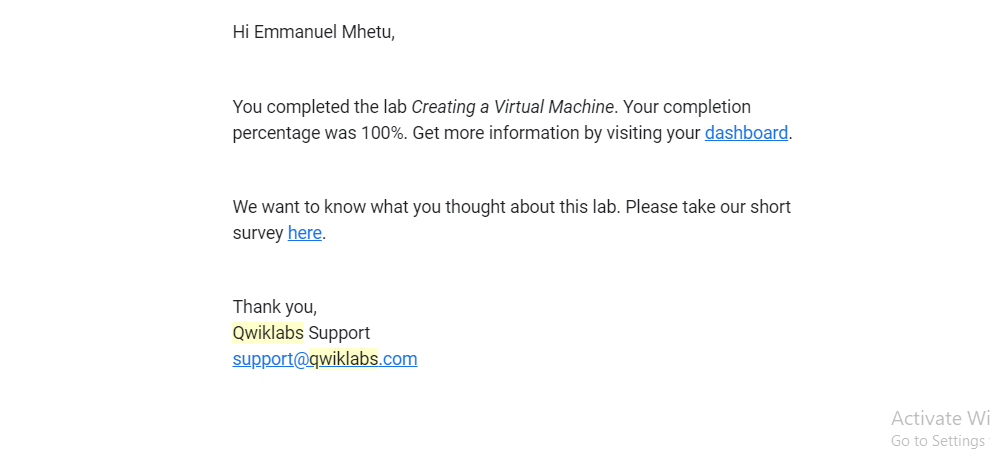 Hi Emmanuel Mhetu,
You completed the lab Creating a Virtual Machine. Your completion
percentage was 100%. Get more information by visiting your dashboard.
We want to know what you thought about this lab. Please take our short
survey here.
Thank you,
Qwiklabs Support
support@qwiklabs.com
Activate Wi
Go to Settings